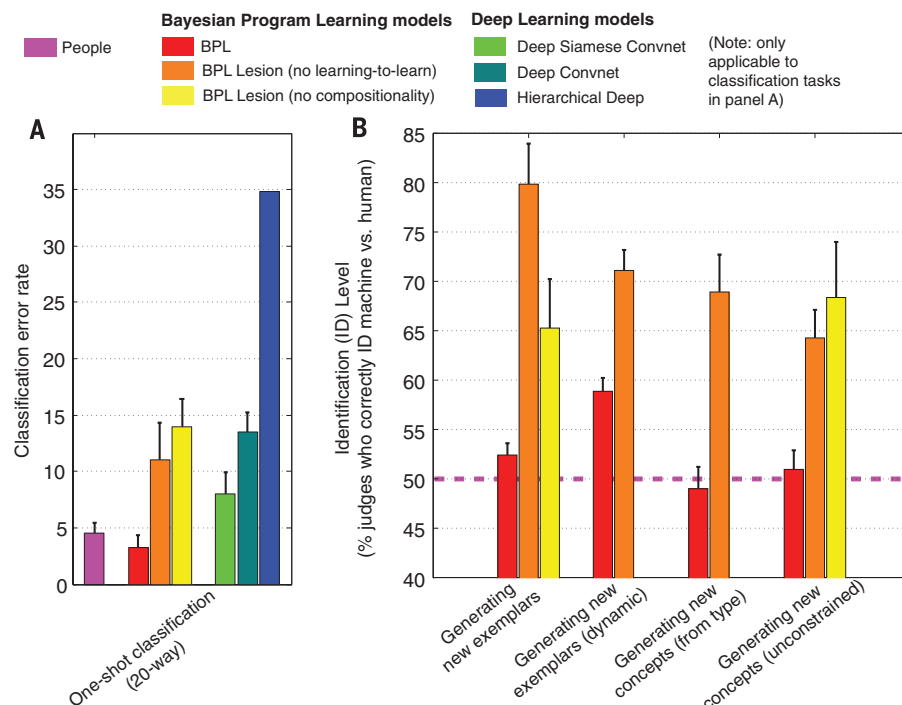 People
Bayesian Program Learning models
BPL
BPL Lesion (no learning-to-learn)
BPL Lesion (no compositionality)
Deep Learning models
Deep Siamese Convnet
Deep Convnet
Hierarchical Deep
(Note: only
applicable to
classification tasks
in panel A)
A
Classification error rate
35
30
25
20
15
10
5
0
One-shot classification
(20-way)
B
Identification (ID) Level
(% judges who correctly ID machine vs. human)
85
80
75
70
65
60
55
50
45
40
Generating
new exemplars
Generating new
exemplars (dynamic)
Generating new
concepts (from type)
Generating new
concepts (unconstrained)